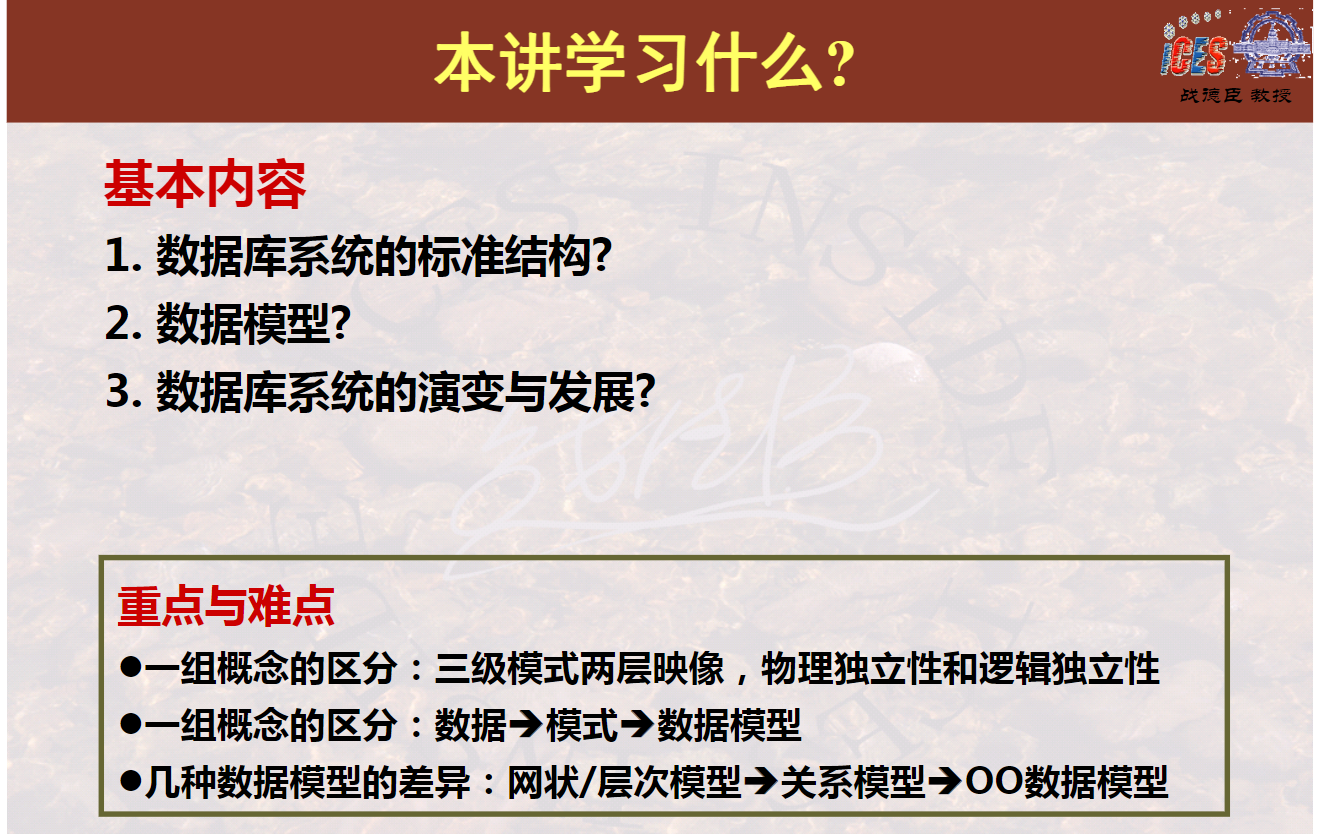 本讲学习什么?
iCES
战德臣 教授
基本内容
1. 数据库系统的标准结构?
2. 数据模型?
3. 数据库系统的演变与发展?
重点与难点
●一组概念的区分：三级模式两层映像，物理独立性和逻辑独立性
●一组概念的区分：数据➔模式➔数据模型
●几种数据模型的差异：网状/层次模型➔关系模型➔OO数据模型